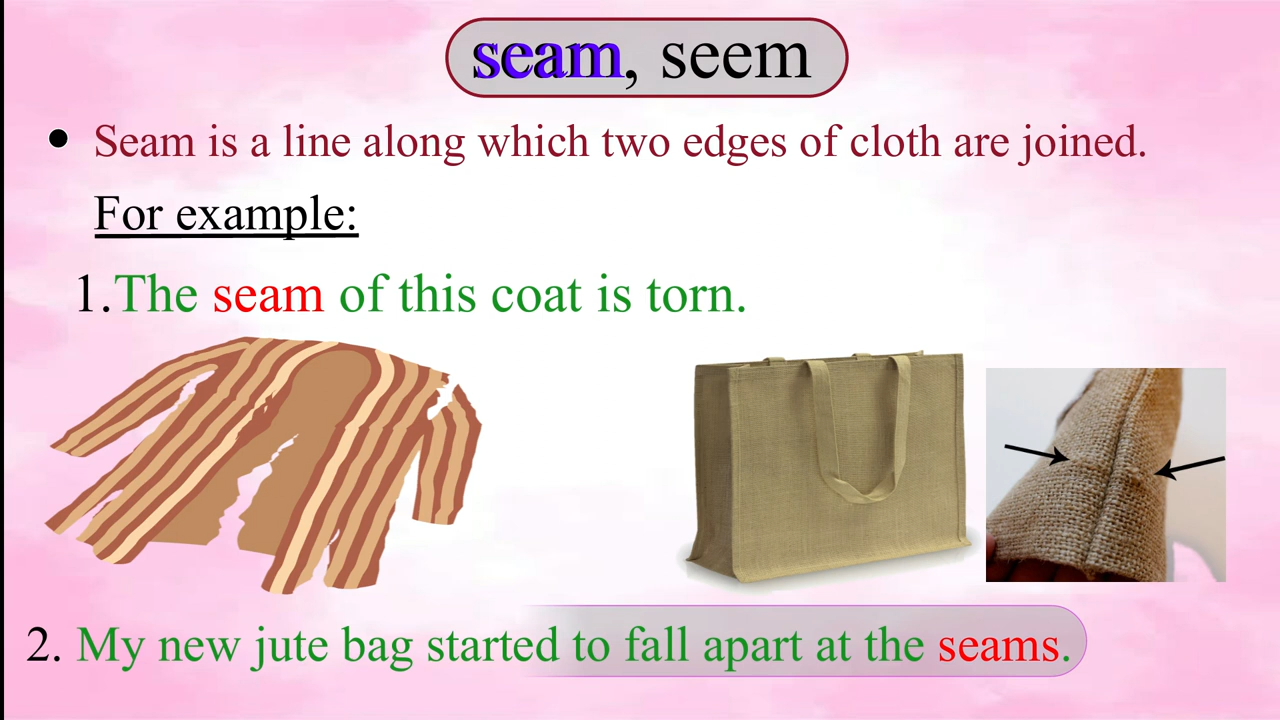 seam, seem
• Seam is a line along which two edges of cloth are joined.
For example:
1.The seam of this coat is torn.
2. My new jute bag started to fall apart at the seams.